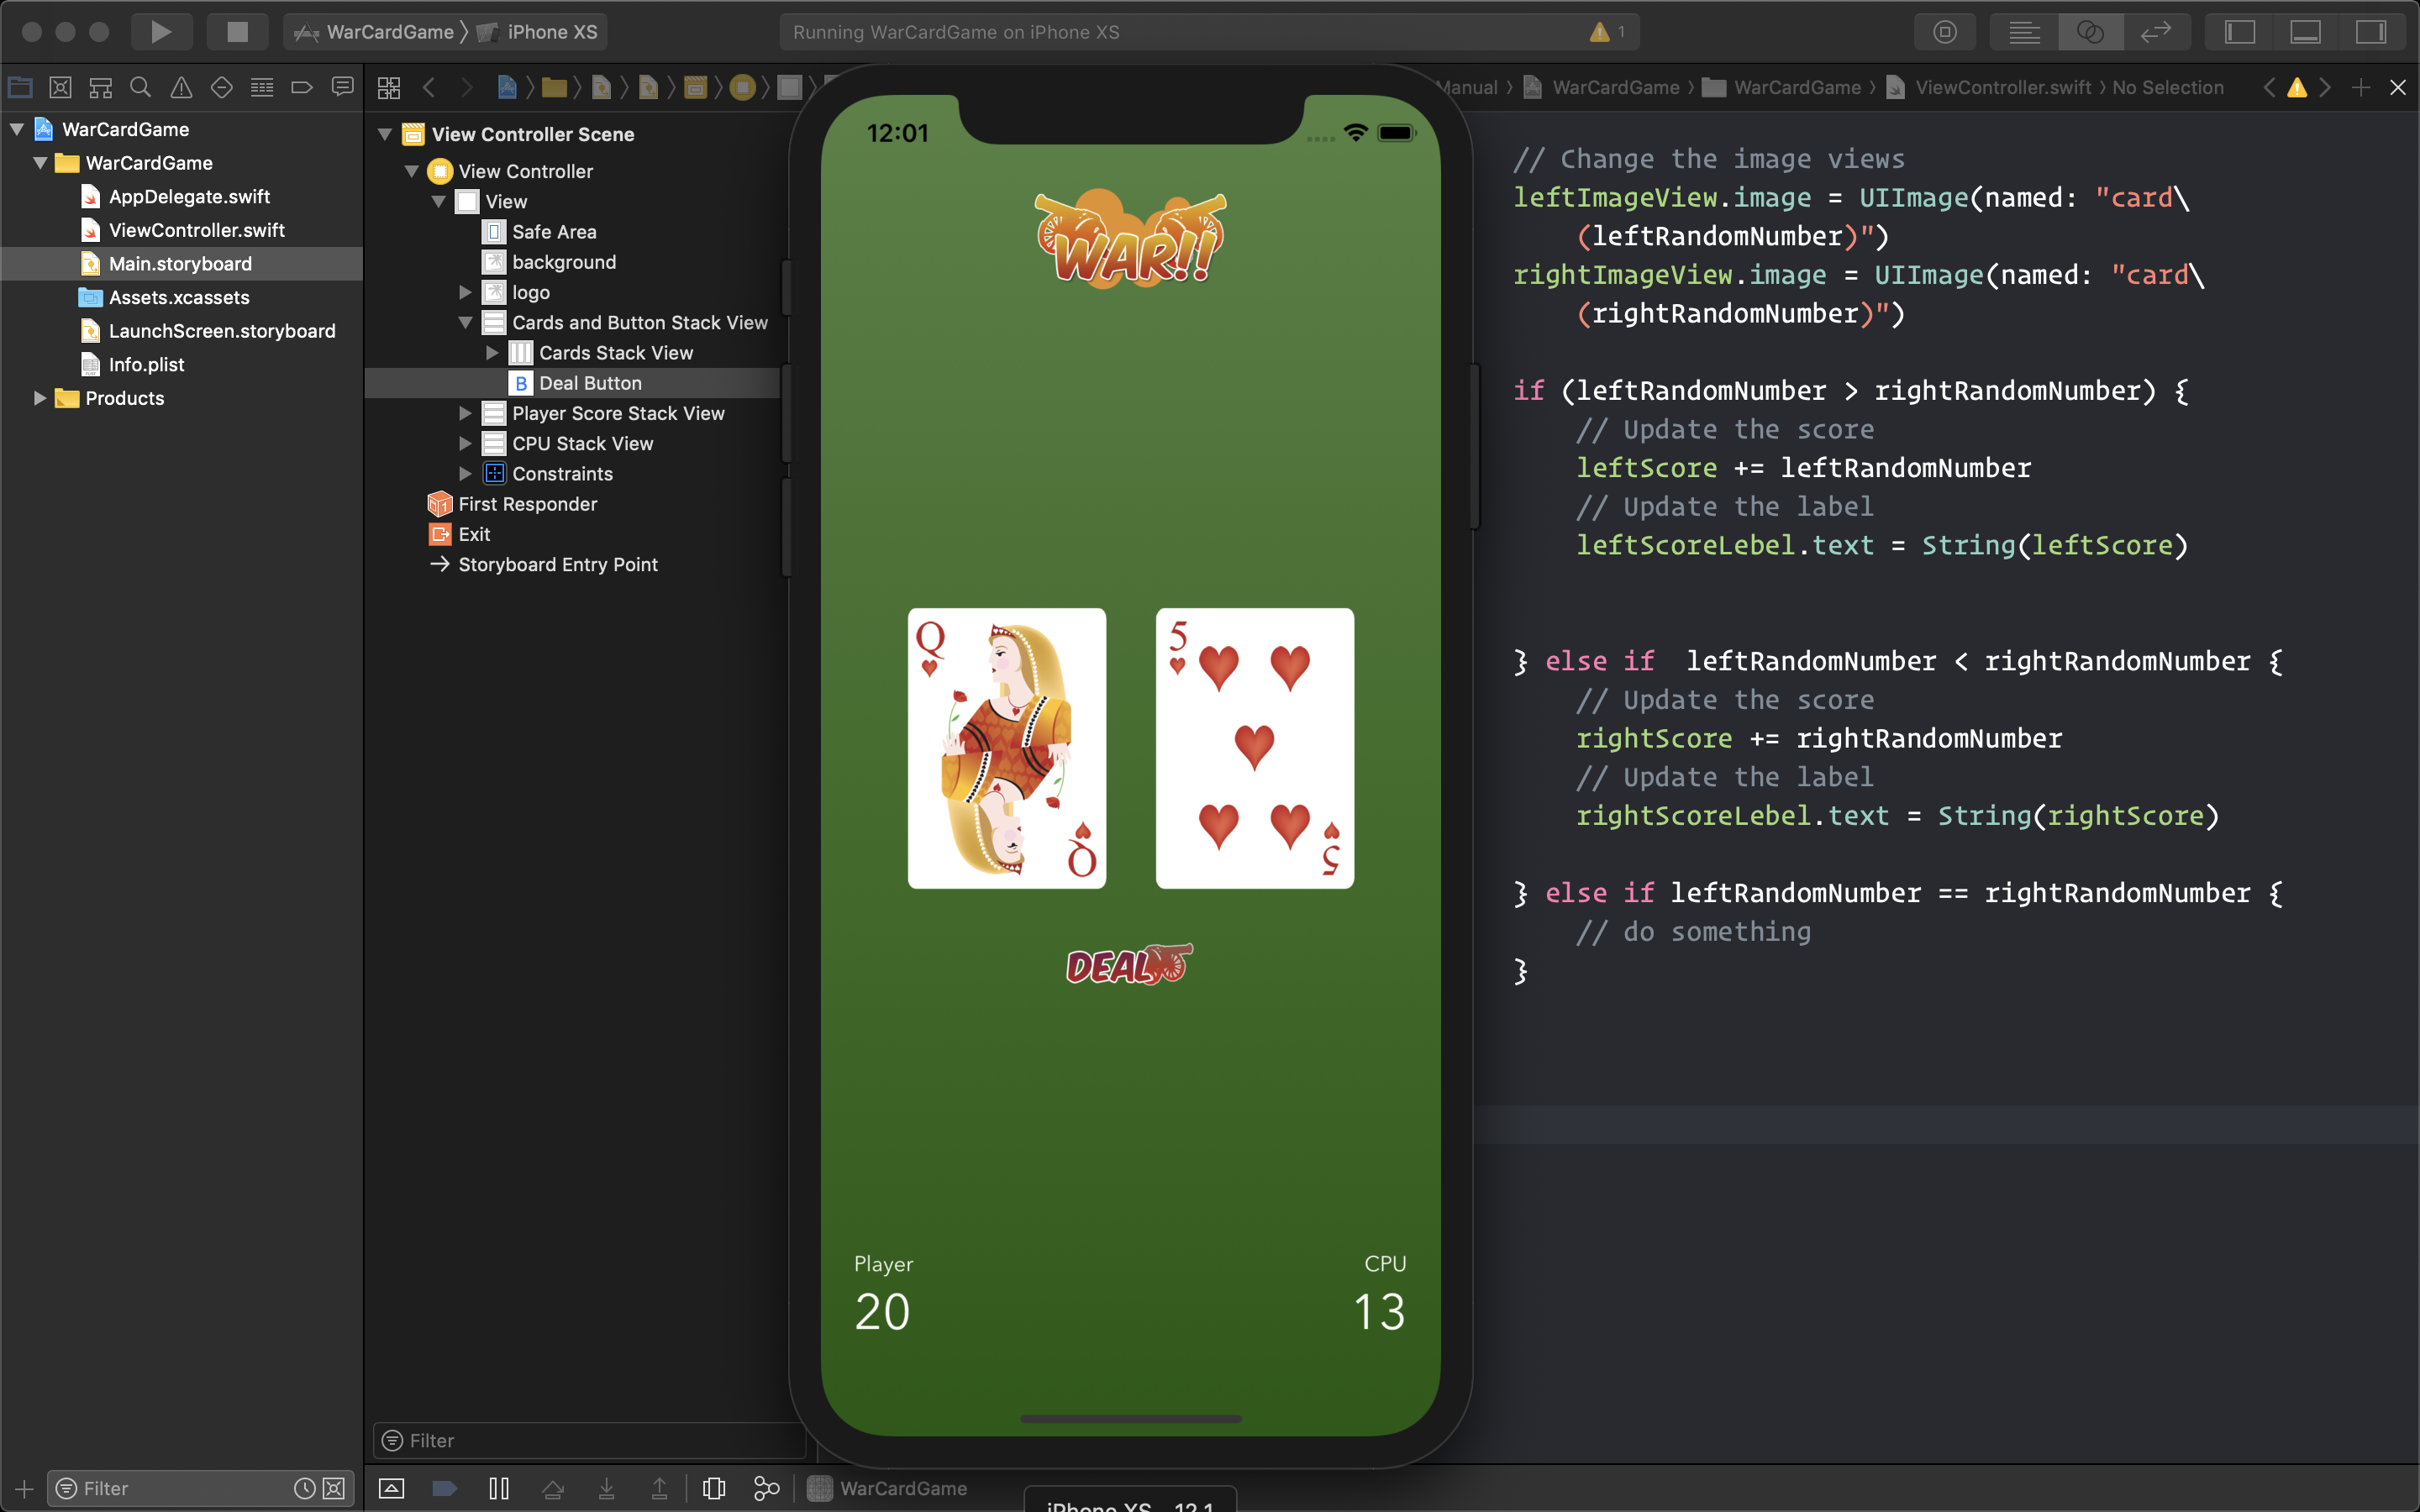 WarCardGame
iPhone XS
Running WarCardGame on iPhone XS
1
Manual
WarCardGame
WarCardGame
ViewController.swift
No Selection
WarCardGame
WarCardGame
AppDelegate.swift
ViewController.swift
Main.storyboard
Assets.xcassets
LaunchScreen.storyboard
Info.plist
Products
Filter
View Controller Scene
View Controller
View
Safe Area
background
logo
Cards and Button Stack View
Cards Stack View
B Deal Button
Player Score Stack View
CPU Stack View
Constraints
First Responder
Exit
Storyboard Entry Point
Filter
WarCardGame
12:01
WAR!!
Q
Q
5
5
DEAL
Player
20
CPU
13
iPhone XS 12.1
// Change the image views
leftImageView.image = UIImage(named: "card\
(leftRandomNumber)")
rightImageView.image = UIImage(named: "card\
(rightRandomNumber)")
if (leftRandomNumber > rightRandomNumber) {
// Update the score
leftScore += leftRandomNumber
// Update the label
leftScoreLebel.text = String(leftScore)
} else if  leftRandomNumber < rightRandomNumber {
// Update the score
rightScore += rightRandomNumber
// Update the label
rightScoreLebel.text = String(rightScore)
} else if leftRandomNumber == rightRandomNumber {
// do something
}